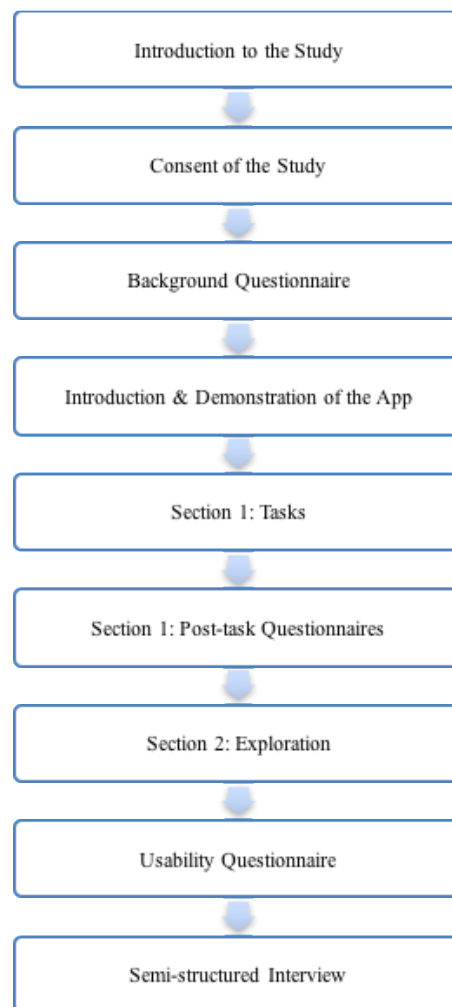 Introduction to the Study
Consent of the Study
Background Questionnaire
Introduction & Demonstration of the App
Section 1: Tasks
Section 1: Post-task Questionnaires
Section 2: Exploration
Usability Questionnaire
Semi-structured Interview